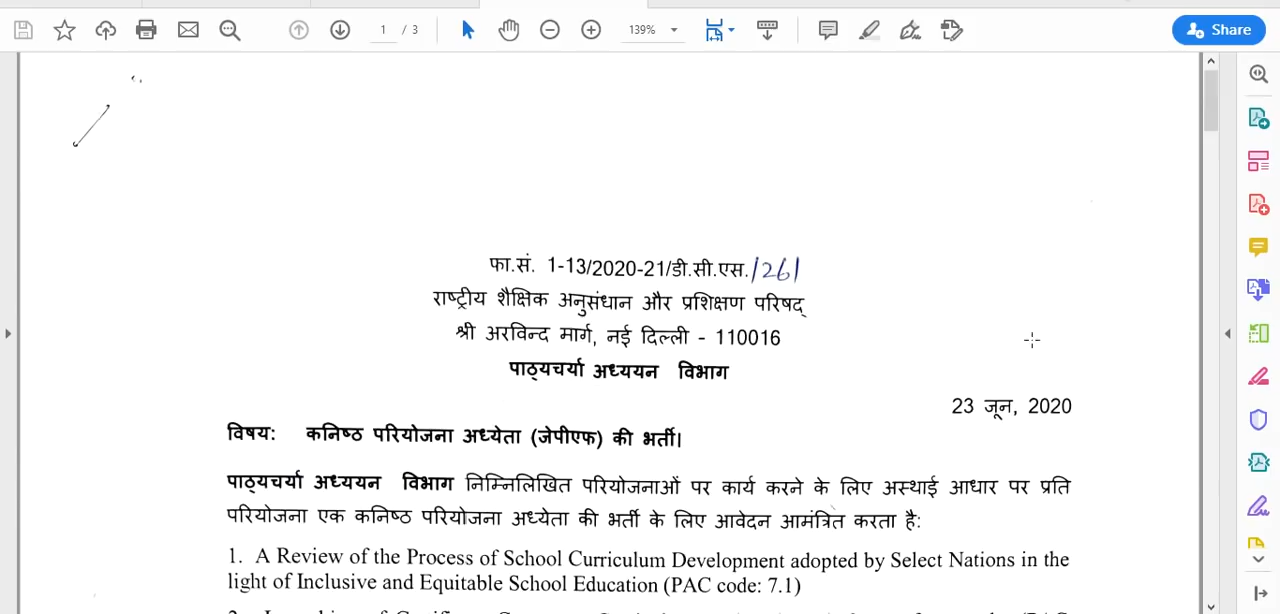 1 / 3
139%
Share
फा.सं. 1-13/2020-21/डी.सी.एस./261
राष्ट्रीय शैक्षिक अनुसंधान और प्रशिक्षण परिषद्
श्री अरविन्द मार्ग, नई दिल्ली - 110016
पाठ्यचर्या अध्ययन विभाग
23 जून, 2020
विषय: कनिष्ठ परियोजना अध्येता (जेपीएफ) की भर्ती।
पाठ्यचर्या अध्ययन विभाग निम्निलिखित परियोजनाओं पर कार्य करने के लिए अस्थाई आधार पर प्रति
परियोजना एक कनिष्ठ परियोजना अध्येता की भर्ती के लिए आवेदन आमंत्रित करता है:
1. A Review of the Process of School Curriculum Development adopted by Select Nations in the
light of Inclusive and Equitable School Education (PAC code: 7.1)